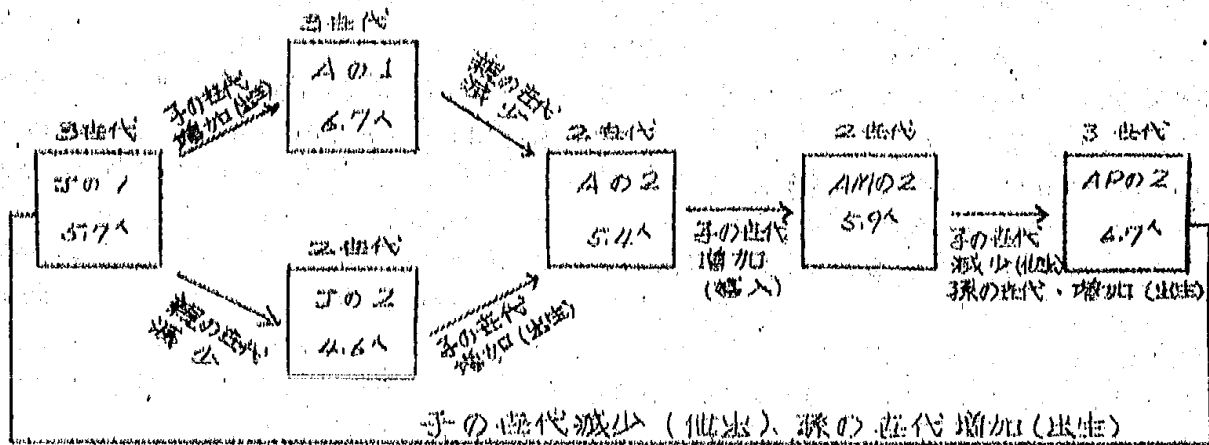 3世代
Jの1
5.7人
子の世代
増加(出生)
3世代
Aの1
6.7人
親の世代
減少
親の世代
減少
2世代
Jの2
4.6人
子の世代
増加(出生)
2世代
Aの2
5.4人
子の世代
増加
(婚入)
2世代
AMの2
5.9人
子の世代
減少(他出)
孫の世代、増加(出生)
3世代
APの2
6.7人
子の世代減少(他出)、孫の世代増加(出生)